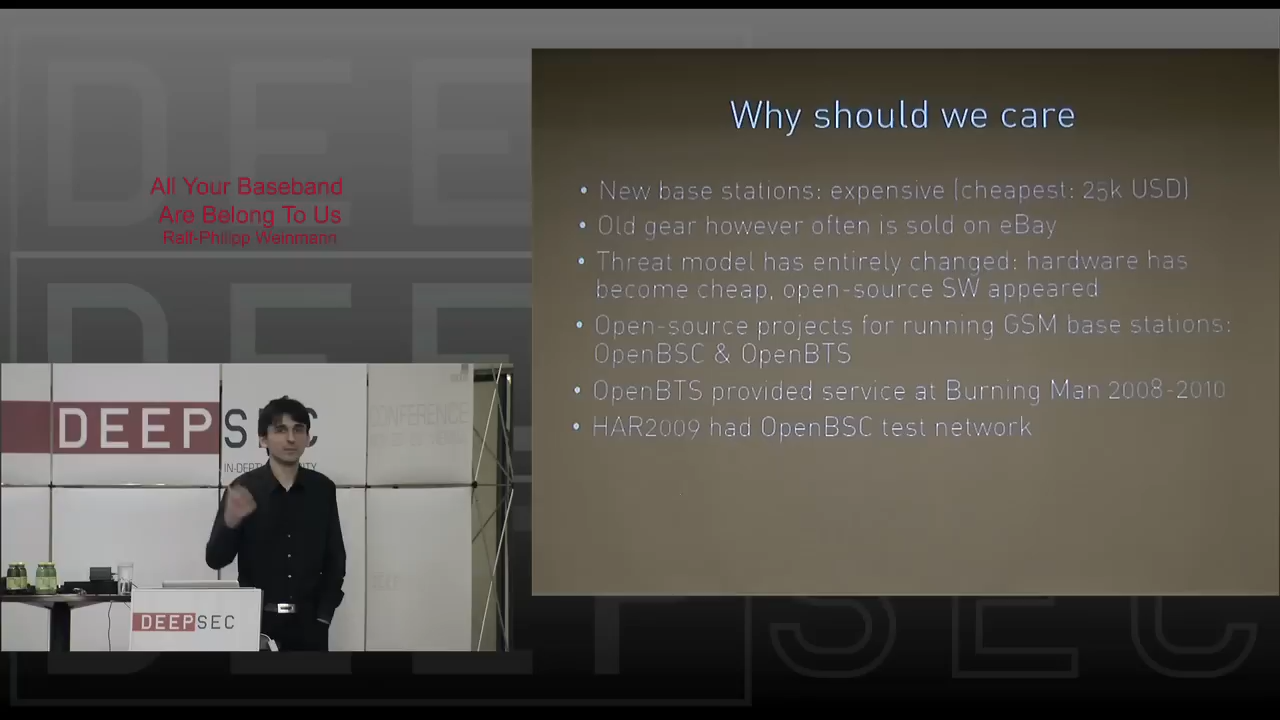 All Your Baseband
Are Belong To Us
Ralf-Philipp Weinmann
Why should we care
• New base stations: expensive (cheapest: 25k USD)
• Old gear however often is sold on eBay
• Threat model has entirely changed: hardware has
become cheap, open-source SW appeared
• Open-source projects for running GSM base stations:
OpenBSC & OpenBTS
• OpenBTS provided service at Burning Man 2008-2010
• HAR2009 had OpenBSC test network
DEEPSEC
CONFERENCE
DEEPSEC
DEEPSEC